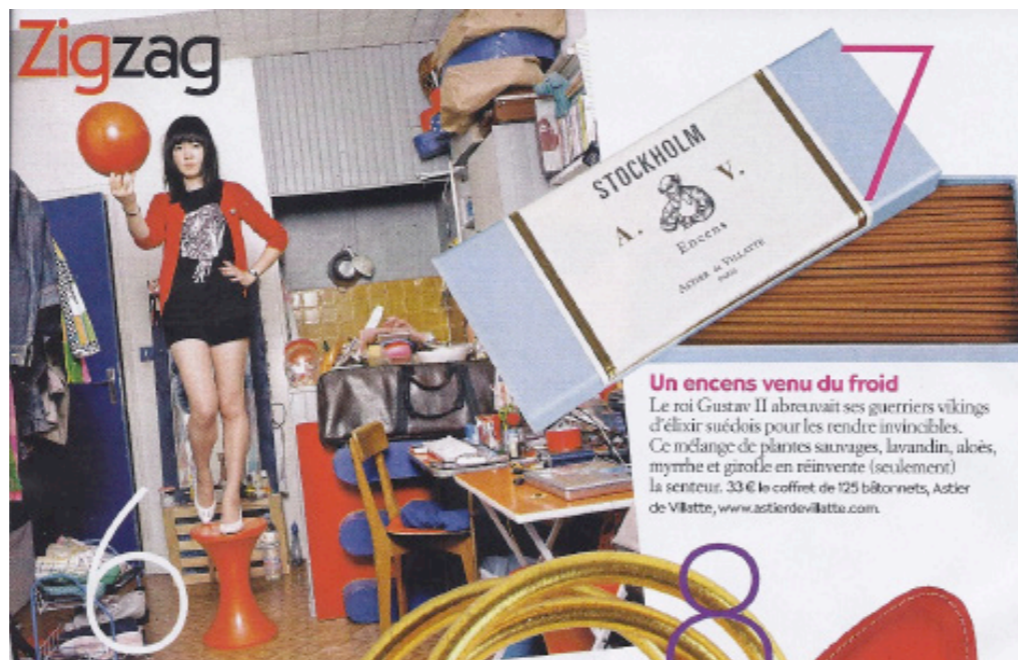 Zigzag
7
STOCKHOLM
A. V.
Encens
ASTIER de VILLATTE
PARIS
Un encens venu du froid
Le roi Gustav II abreuvait ses guerriers vikings
d'élixir suédois pour les rendre invincibles.
Ce mélange de plantes sauvages, lavandin, aloès,
myrrhe et girofle en réinvente (seulement)
la senteur. 33 € le coffret de 125 bâtonnets, Astier
de Villatte, www.astierdevillatte.com.
6
8